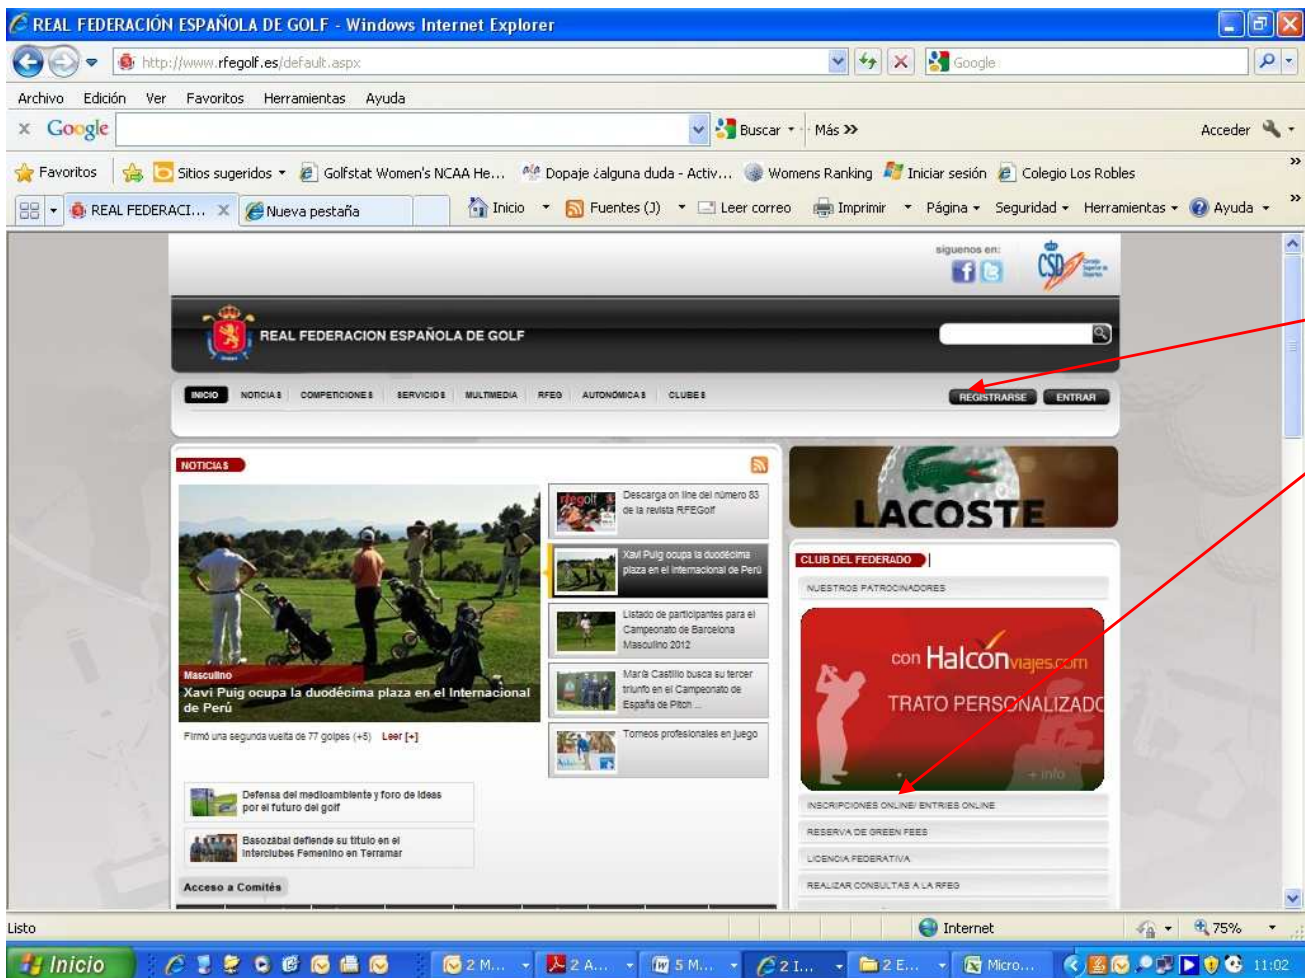 REAL FEDERACIÓN ESPAÑOLA DE GOLF - Windows Internet Explorer
http://www.rfegolf.es/default.aspx
Google
Archivo Edición Ver Favoritos Herramientas Ayuda
x Google Buscar Más >> Acceder
Favoritos Sitios sugeridos Golfstat Women's NCAA He... Dopaje ¿alguna duda - Activ... Womens Ranking Iniciar sesión Colegio Los Robles
REAL FEDERACI... X Nueva pestaña Inicio Fuentes (J) Leer correo Imprimir Página Seguridad Herramientas Ayuda
siguenos en:
CSD
REAL FEDERACION ESPAÑOLA DE GOLF
INICIO NOTICIAS COMPETICIONES SERVICIOS MULTIMEDIA RFEG AUTONÓMICAS CLUBES REGISTRARSE ENTRAR
NOTICIAS
Masculino
Xavi Puig ocupa la duodécima plaza en el Internacional
de Perú
Firmó una segunda vuelta de 77 golpes (+5) Leer [+]
rfegolf
Descarga on line del número 83
de la revista RFEGolf
Xavi Puig ocupa la duodécima
plaza en el Internacional de Perú
Listado de participantes para el
Campeonato de Barcelona
Masculino 2012
María Castillo busca su tercer
triunfo en el Campeonato de
España de Pitch ...
Torneos profesionales en juego
Defensa del medioambiente y foro de ideas
por el futuro del golf
Basozábal defiende su título en el
Interclubes Femenino en Terramar
Acceso a Comités
LACOSTE
CLUB DEL FEDERADO
NUESTROS PATROCINADORES
con Halcónviajes.com
TRATO PERSONALIZADO
+ info
INSCRIPCIONES ONLINE/ ENTRIES ONLINE
RESERVA DE GREEN FEES
LICENCIA FEDERATIVA
REALIZAR CONSULTAS A LA RFEG
Listo Internet 75%
Inicio 2 M... 2 A... 5 M... 2 I... 2 E... Micro... 11:02